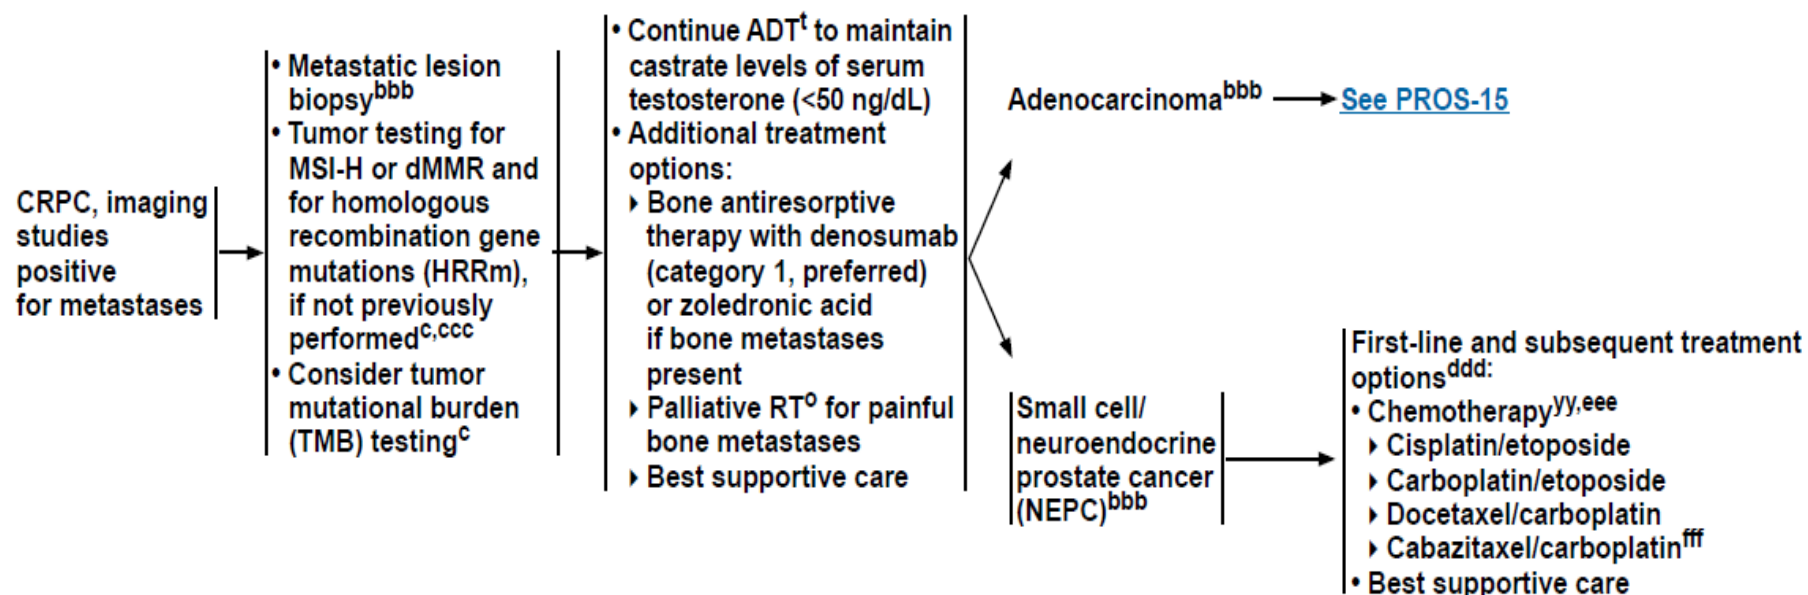 CRPC, imaging
studies
positive
for metastases
• Metastatic lesion
biopsybbb
• Tumor testing for
MSI-H or dMMR and
for homologous
recombination gene
mutations (HRRm),
if not previously
performedc,ccc
• Consider tumor
mutational burden
(TMB) testingc
• Continue ADTt to maintain
castrate levels of serum
testosterone (<50 ng/dL)
• Additional treatment
options:
▸ Bone antiresorptive
therapy with denosumab
(category 1, preferred)
or zoledronic acid
if bone metastases
present
▸ Palliative RTo for painful
bone metastases
▸ Best supportive care
Adenocarcinomabbb
See PROS-15
Small cell/
neuroendocrine
prostate cancer
(NEPC)bbb
First-line and subsequent treatment
optionsddd:
• Chemotherapyyy,eee
▸ Cisplatin/etoposide
▸ Carboplatin/etoposide
▸ Docetaxel/carboplatin
▸ Cabazitaxel/carboplatinfff
• Best supportive care